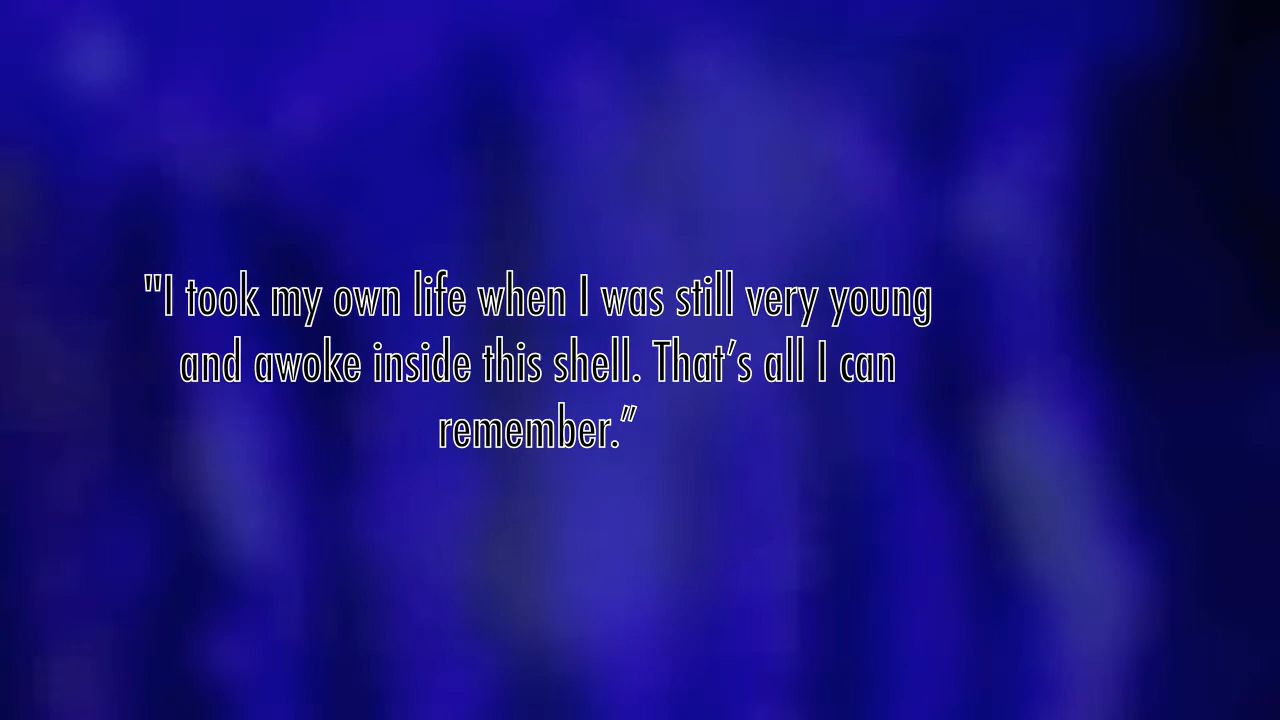 "I took my own life when I was still very young
and awoke inside this shell. That’s all I can
remember.”